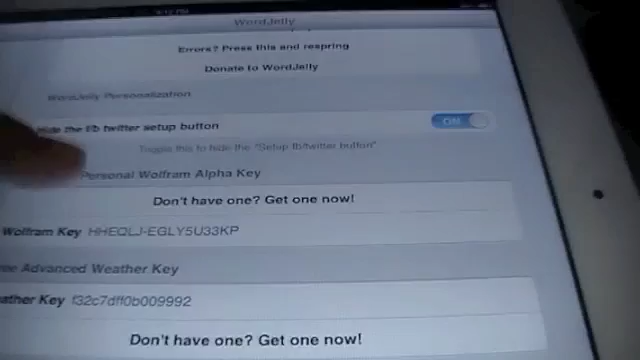 WordJelly
Errors? Press this and respring
Donate to WordJelly
WordJelly Personalization
Hide the fb twitter setup button
ON
Toggle this to hide the "Setup fb/twitter button"
Personal Wolfram Alpha Key
Don't have one? Get one now!
Wolfram Key HHEQLJ-EGLY5U33KP
Advanced Weather Key
Key f32c7dff0b009992
Don't have one? Get one now!